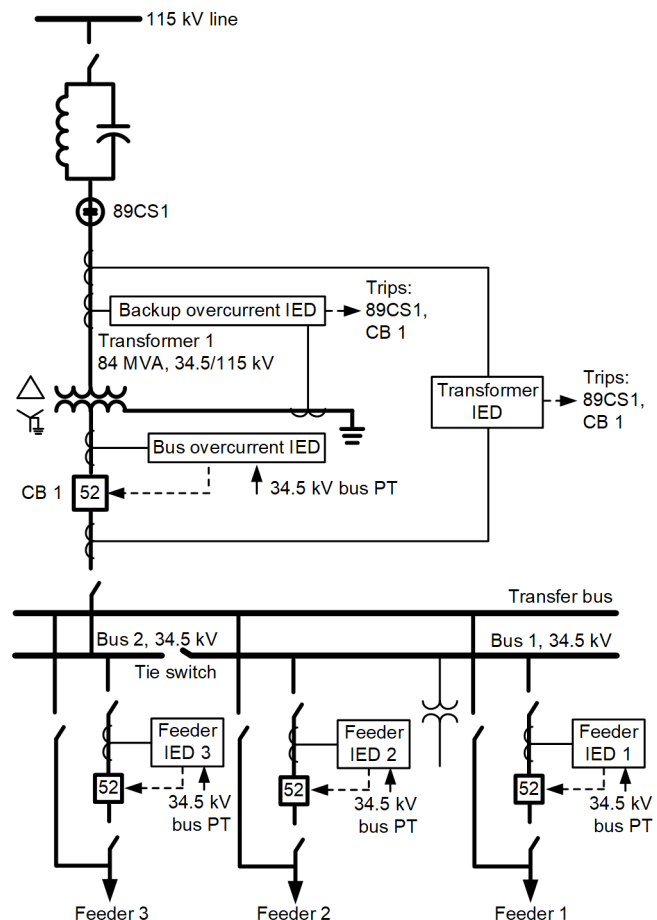 115 kV line
89CS1
Backup overcurrent IED
Trips:
89CS1,
CB 1
Transformer 1
84 MVA, 34.5/115 kV
Transformer
IED
Trips:
89CS1,
CB 1
Bus overcurrent IED
CB 1
52
34.5 kV bus PT
Transfer bus
Bus 2, 34.5 kV
Bus 1, 34.5 kV
Tie switch
Feeder
IED 3
52
34.5 kV
bus PT
Feeder
IED 2
52
34.5 kV
bus PT
Feeder
IED 1
52
34.5 kV
bus PT
Feeder 3
Feeder 2
Feeder 1